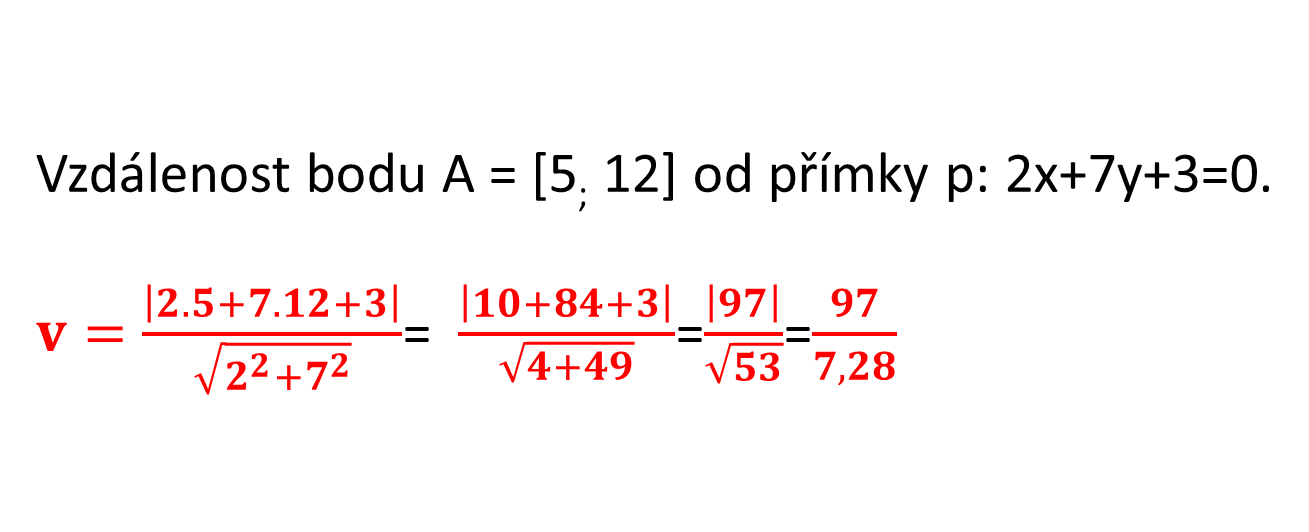 Vzdálenost bodu A = [5; 12] od přímky p: 2x+7y+3=0.
v = |2.5+7.12+3| / √(2²+7²) = |10+84+3| / √(4+49) = |97| / √53 = 97 / 7,28